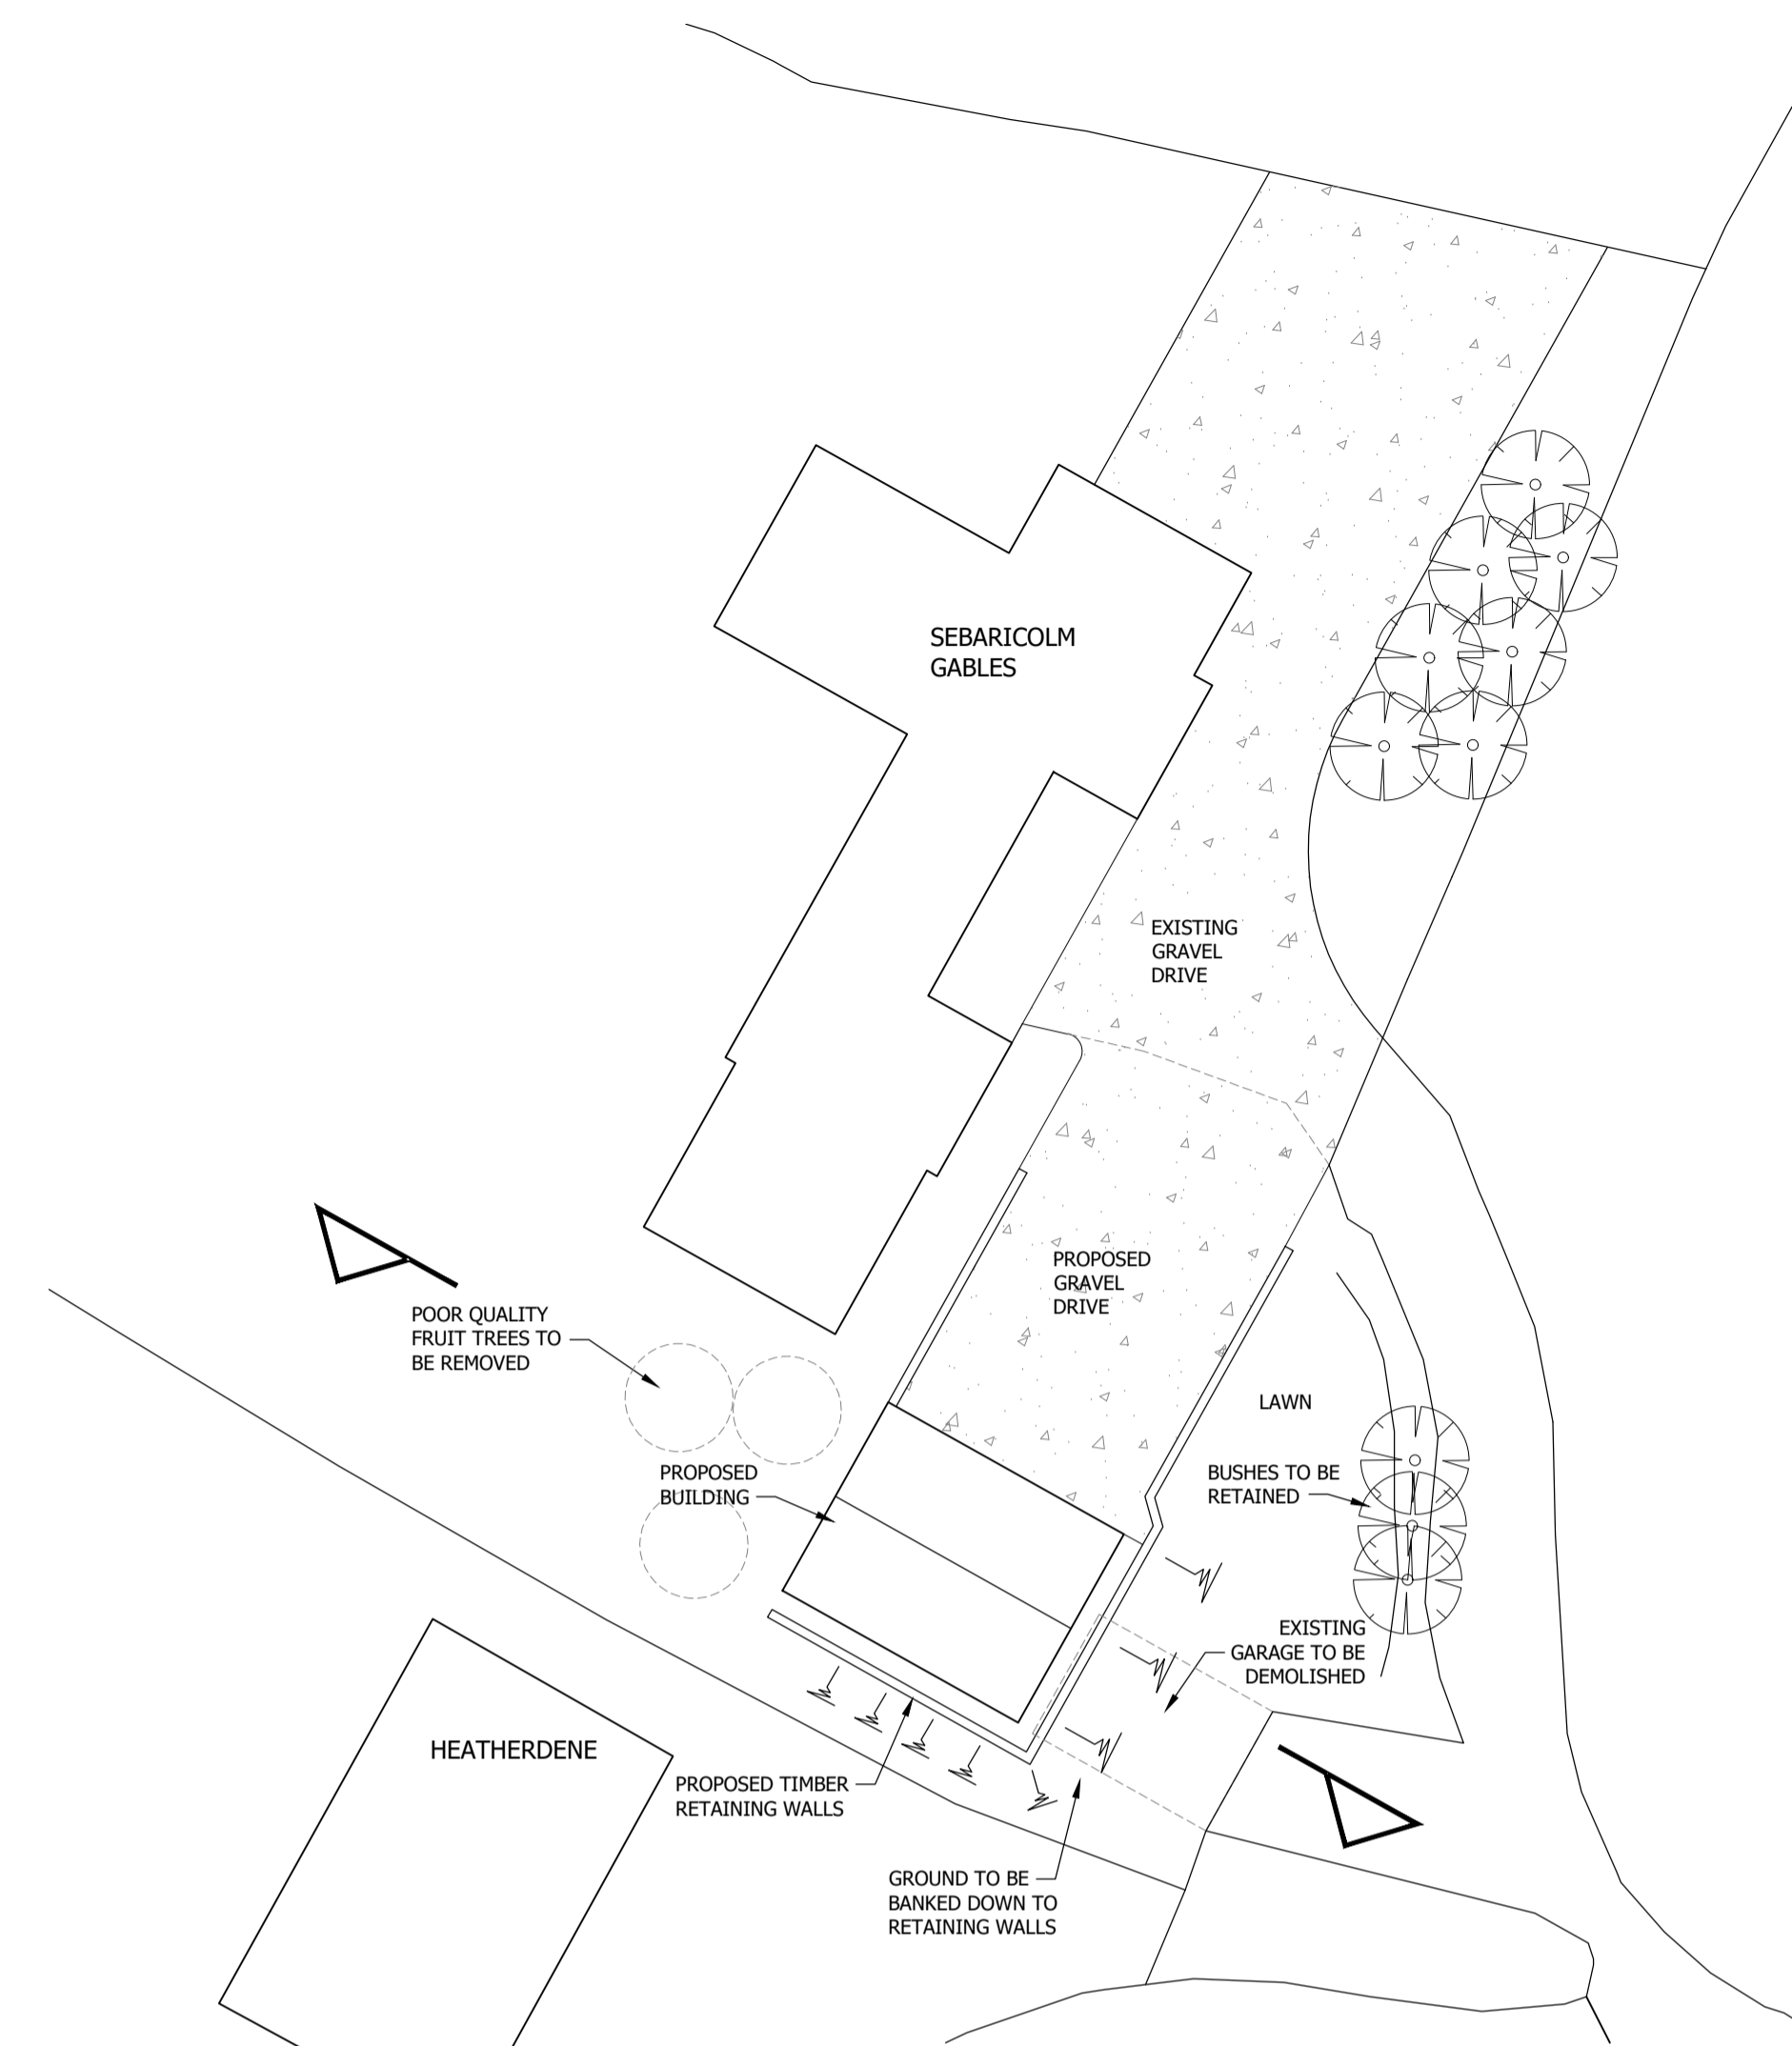 SEBARICOLM
GABLES
EXISTING
GRAVEL
DRIVE
PROPOSED
GRAVEL
DRIVE
POOR QUALITY
FRUIT TREES TO
BE REMOVED
LAWN
PROPOSED
BUILDING
BUSHES TO BE
RETAINED
EXISTING
GARAGE TO BE
DEMOLISHED
HEATHERDENE
PROPOSED TIMBER
RETAINING WALLS
GROUND TO BE
BANKED DOWN TO
RETAINING WALLS